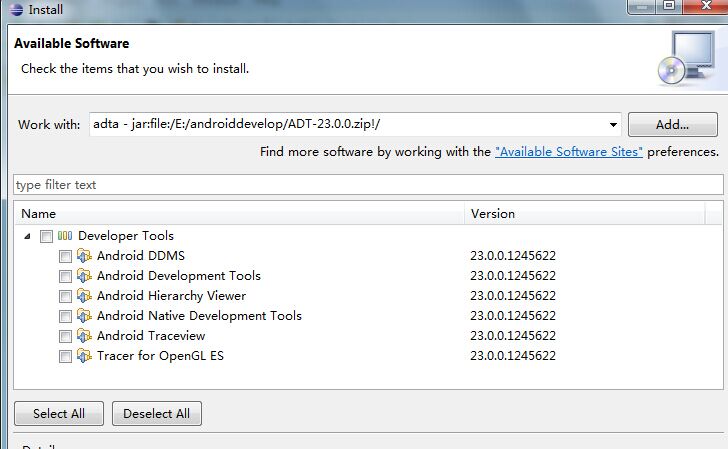 Install
Available Software
Check the items that you wish to install.
Work with: adta - jar:file:/E:/androiddevelop/ADT-23.0.0.zip!/ Add...
Find more software by working with the "Available Software Sites" preferences.
type filter text
Name Version
Developer Tools
Android DDMS 23.0.0.1245622
Android Development Tools 23.0.0.1245622
Android Hierarchy Viewer 23.0.0.1245622
Android Native Development Tools 23.0.0.1245622
Android Traceview 23.0.0.1245622
Tracer for OpenGL ES 23.0.0.1245622
Select All Deselect All